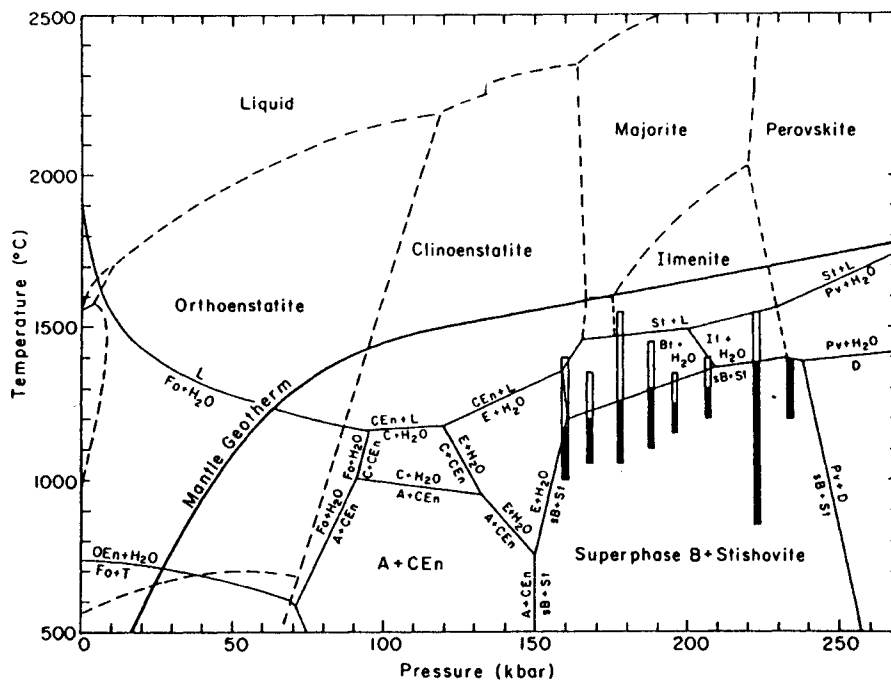 2500
2000
1500
1000
500
Temperature (°C)
0
50
100
150
200
250
Pressure (kbar)
Liquid
Majorite
Perovskite
Clinoenstatite
Ilmenite
Orthoenstatite
Mantle Geotherm
L
Fo+H₂O
CEn+L
C+H₂O
CEn+L
E+H₂O
St+L
Bt+
H₂O
It+
H₂O
sB+St
St+L
Pv+H₂O
Pv+H₂O
D
Fo+H₂O
C+CEn
E+H₂O
C+CEn
C+H₂O
A+CEn
Fo+H₂O
A+CEn
E+H₂O
A+CEn
E+H₂O
sB+St
Pv+D
sB+St
OEn+H₂O
Fo+T
A+CEn
A+CEn
sB+St
Superphase B+Stishovite